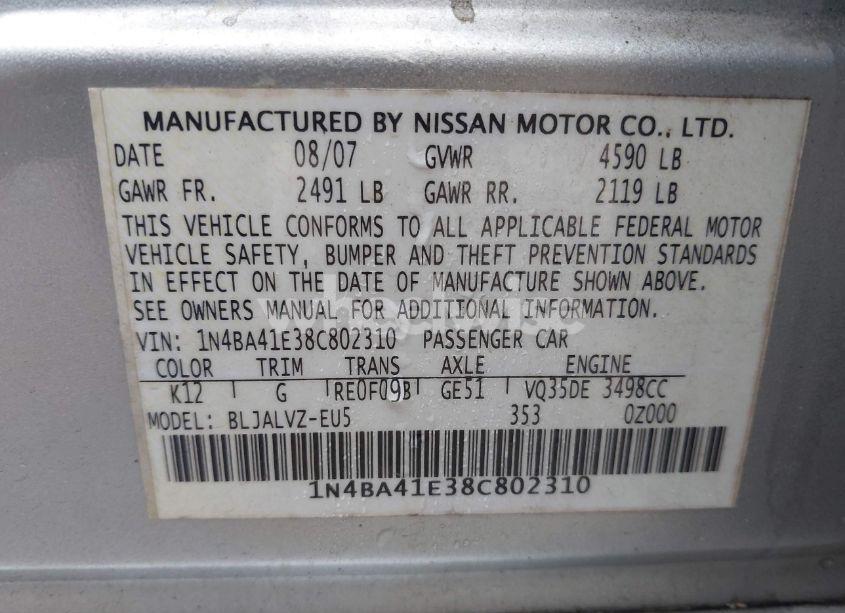 MANUFACTURED BY NISSAN MOTOR CO., LTD.
DATE 08/07 GVWR 4590 LB
GAWR FR. 2491 LB GAWR RR. 2119 LB
THIS VEHICLE CONFORMS TO ALL APPLICABLE FEDERAL MOTOR
VEHICLE SAFETY, BUMPER AND THEFT PREVENTION STANDARDS
IN EFFECT ON THE DATE OF MANUFACTURE SHOWN ABOVE.
SEE OWNERS MANUAL FOR ADDITIONAL INFORMATION.
VIN: 1N4BA41E38C802310 PASSENGER CAR
COLOR TRIM TRANS AXLE ENGINE
K12 G RE0F09B GE51 VQ35DE 3498CC
MODEL: BLJALVZ-EU5 353 0Z000
1N4BA41E38C802310